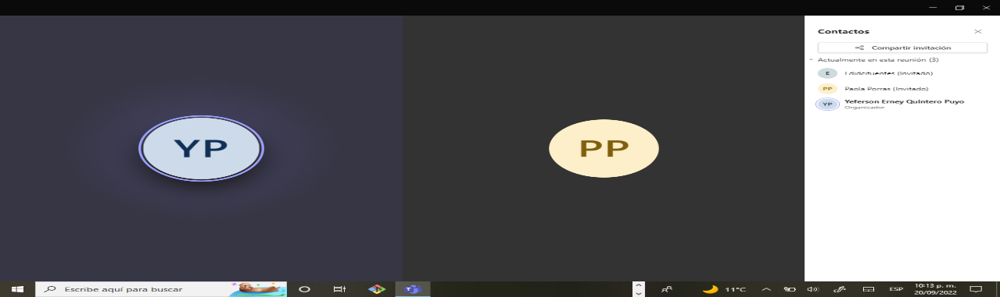 Contactos
Compartir invitación
Actualmente en esta reunión (3)
E
(Invitado)
PP
Paola Porras (Invitado)
YP
Yeferson Erney Quintero Puyo
Organizador
YP
PP
Escribe aquí para buscar
11°C
ESP
10:13 p. m.
20/09/2022